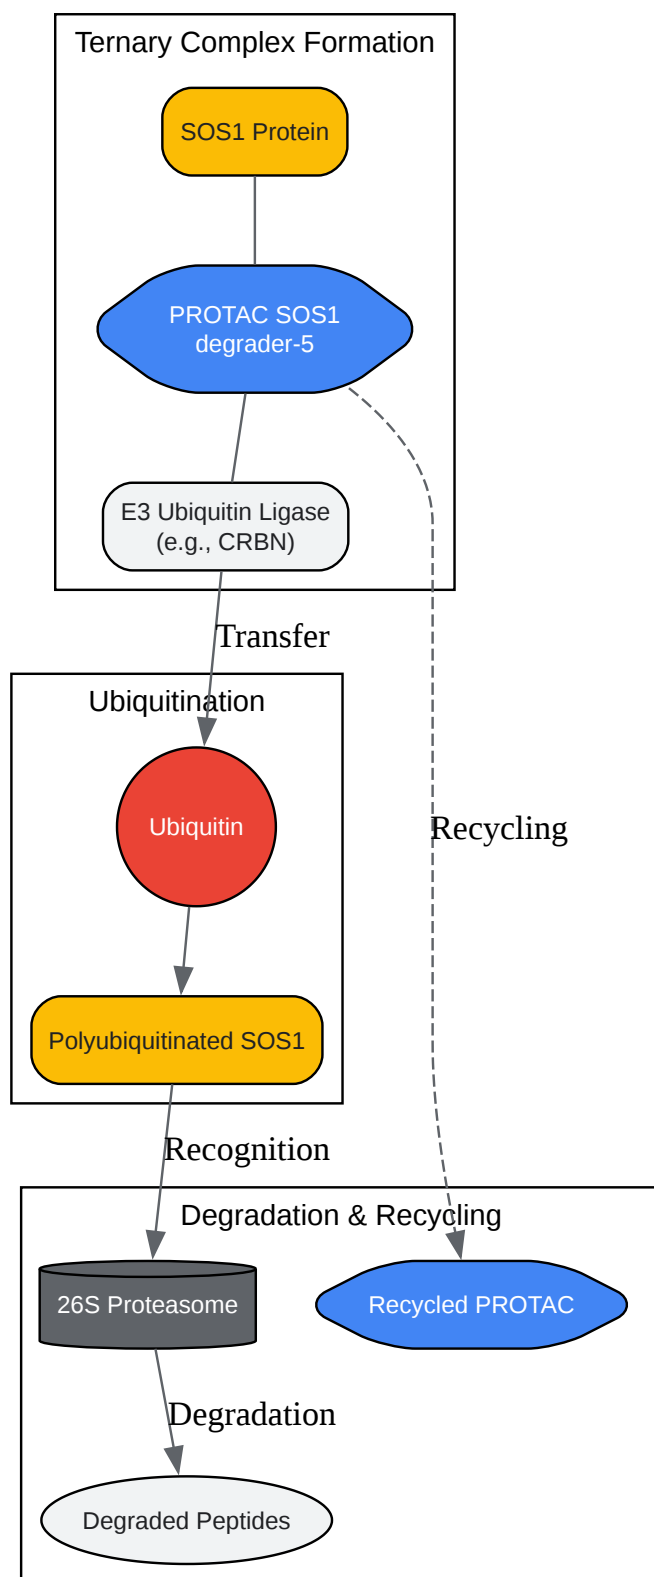 Ternary Complex Formation
SOS1 Protein
PROTAC SOS1
degrader-5
E3 Ubiquitin Ligase
(e.g., CRBN)
Transfer
Ubiquitination
Ubiquitin
Recycling
Polyubiquitinated SOS1
Recognition
Degradation & Recycling
26S Proteasome
Recycled PROTAC
Degradation
Degraded Peptides